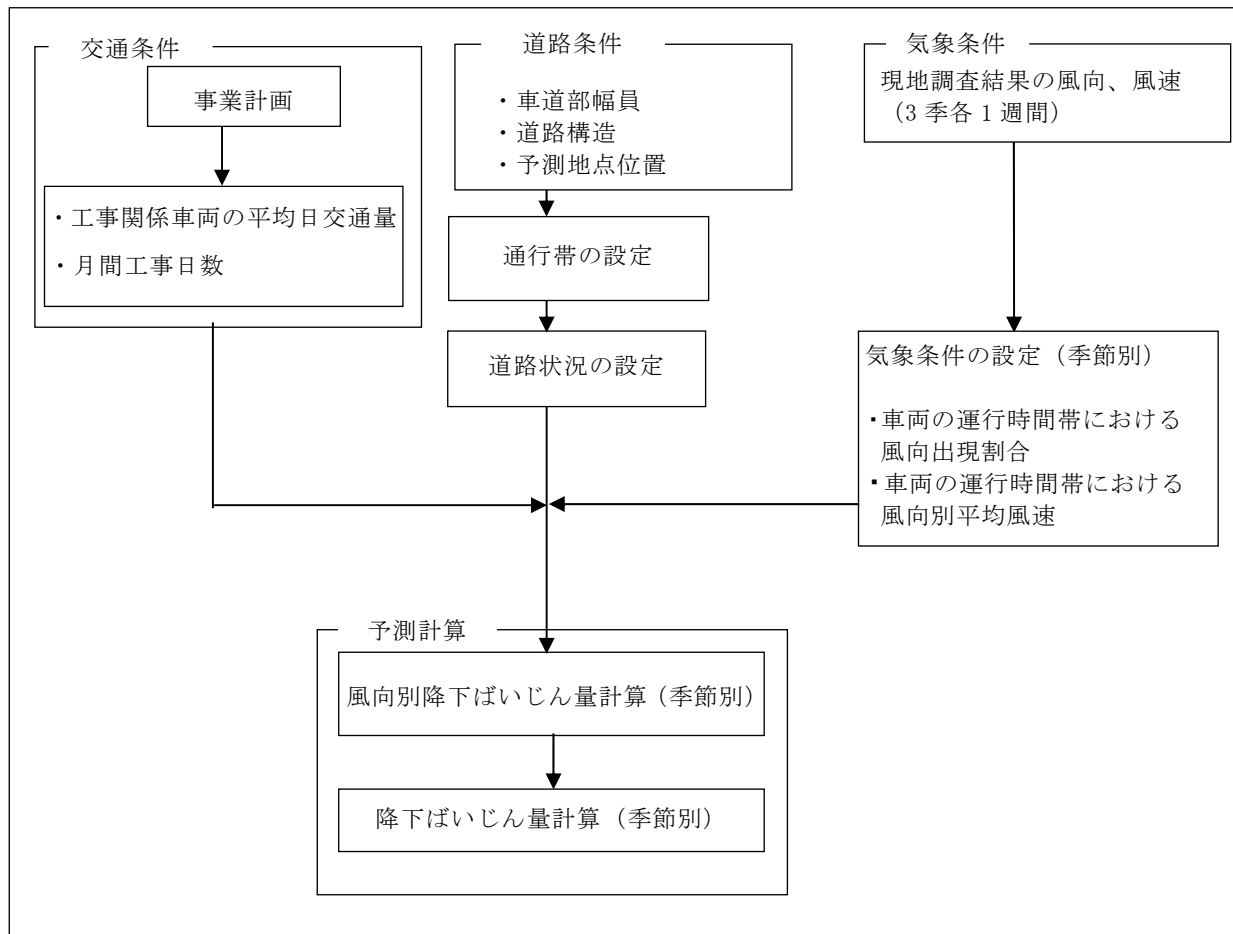 交通条件
事業計画
・工事関係車両の平均日交通量
・月間工事日数
道路条件
・車道部幅員
・道路構造
・予測地点位置
通行帯の設定
道路状況の設定
気象条件
現地調査結果の風向、風速
（3 季各 1 週間）
気象条件の設定（季節別）
・車両の運行時間帯における
風向出現割合
・車両の運行時間帯における
風向別平均風速
予測計算
風向別降下ばいじん量計算（季節別）
降下ばいじん量計算（季節別）